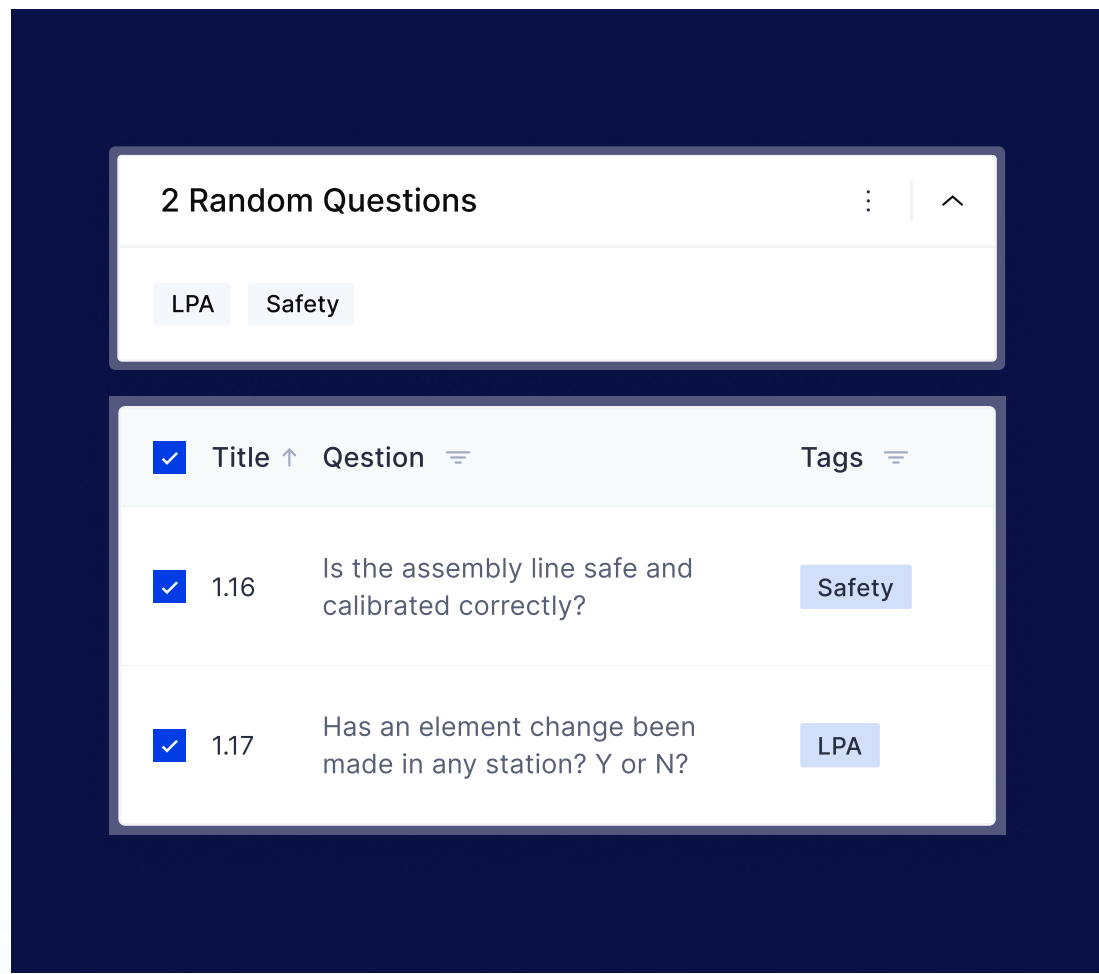 2 Random Questions
LPA Safety
Title Qestion Tags
1.16 Is the assembly line safe and
calibrated correctly? Safety
1.17 Has an element change been
made in any station? Y or N? LPA